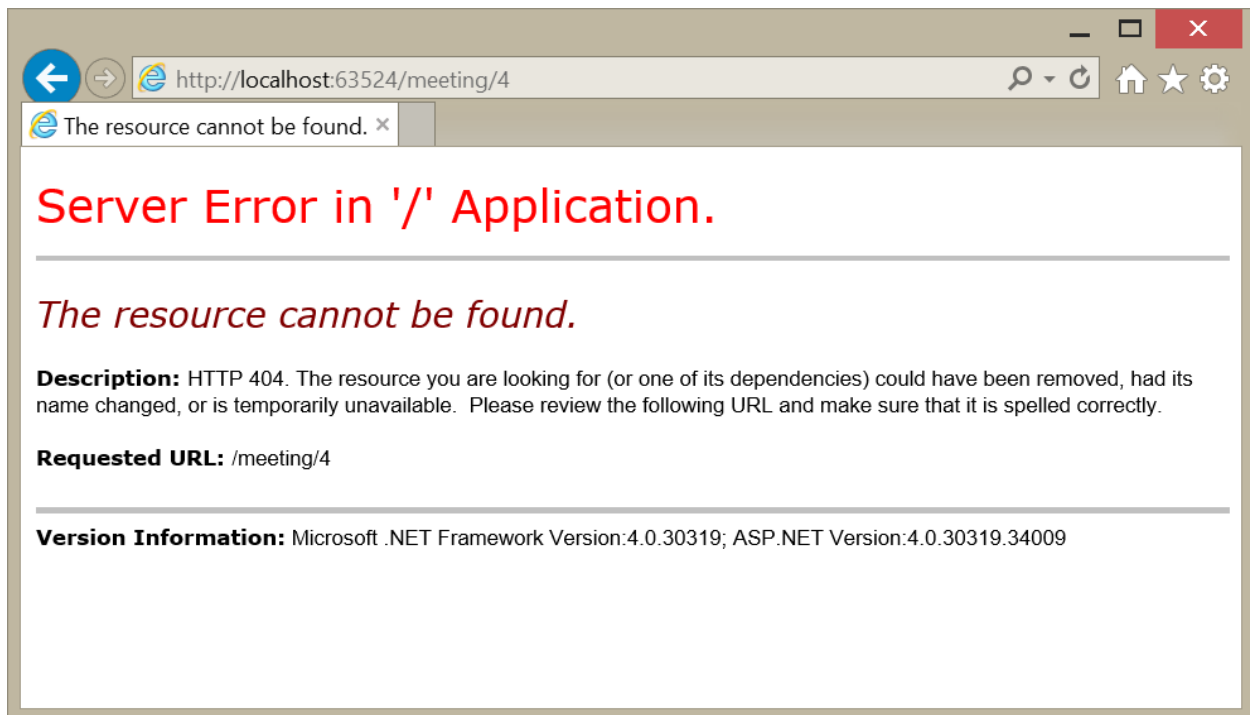 http://localhost:63524/meeting/4
The resource cannot be found.
Server Error in '/' Application.
The resource cannot be found.
Description: HTTP 404. The resource you are looking for (or one of its dependencies) could have been removed, had its
name changed, or is temporarily unavailable.  Please review the following URL and make sure that it is spelled correctly.
Requested URL: /meeting/4
Version Information: Microsoft .NET Framework Version:4.0.30319; ASP.NET Version:4.0.30319.34009